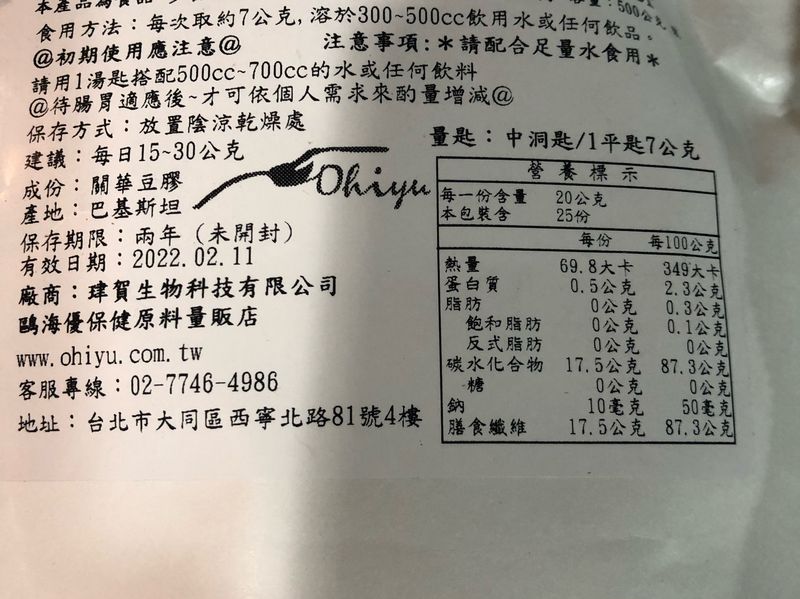 本產品為食品
容量:500公克
食用方法：每次取約7公克,溶於300~500cc飲用水或任何飲品。
@初期使用應注意@ 注意事項:＊請配合足量水食用＊
請用1湯匙搭配500cc~700cc的水或任何飲料
@待腸胃適應後~才可依個人需求來酌量增減@
保存方式：放置陰涼乾燥處
建議：每日15~30公克
成份：關華豆膠
產地：巴基斯坦
保存期限：兩年（未開封）
有效日期：2022.02.11
廠商：肂賀生物科技有限公司
鷗海優保健原料量販店
www.ohiyu.com.tw
客服專線：02-7746-4986
地址：台北市大同區西寧北路81號4樓
Ohiyu
量匙：中洞匙/1平匙7公克
營養標示
每一份含量 20公克
本包裝含 25份
每份 每100公克
熱量 69.8大卡 349大卡
蛋白質 0.5公克 2.3公克
脂肪 0公克 0.3公克
飽和脂肪 0公克 0.1公克
反式脂肪 0公克 0公克
碳水化合物 17.5公克 87.3公克
糖 0公克 0公克
鈉 10毫克 50毫克
膳食纖維 17.5公克 87.3公克